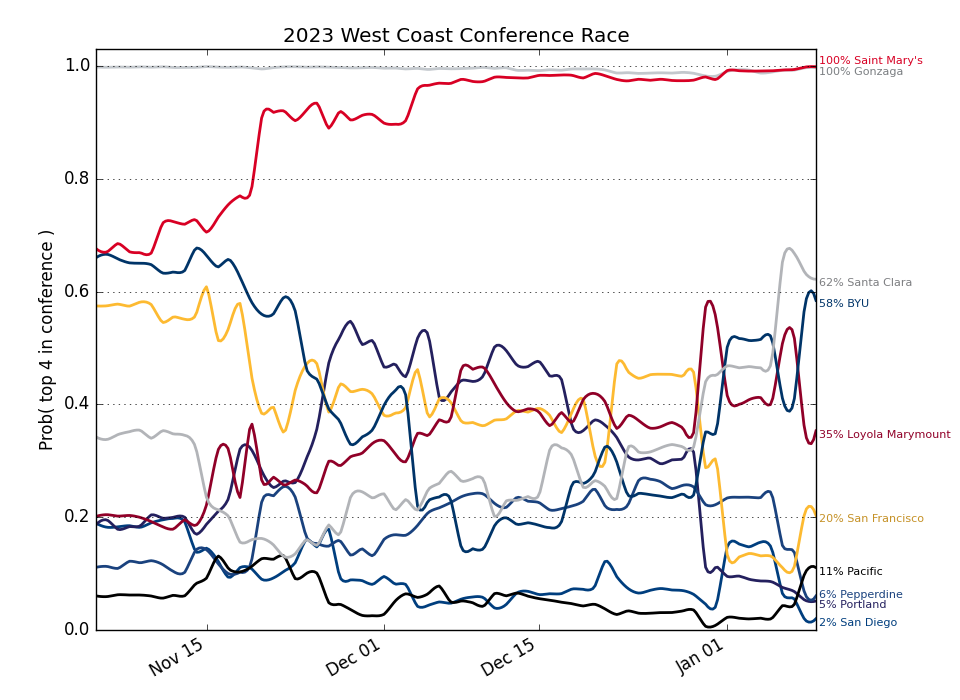 2023 West Coast Conference Race
Prob( top 4 in conference )
1.0
0.8
0.6
0.4
0.2
0.0
Nov 15
Dec 01
Dec 15
Jan 01
100% Saint Mary's
100% Gonzaga
62% Santa Clara
58% BYU
35% Loyola Marymount
20% San Francisco
11% Pacific
6% Pepperdine
5% Portland
2% San Diego